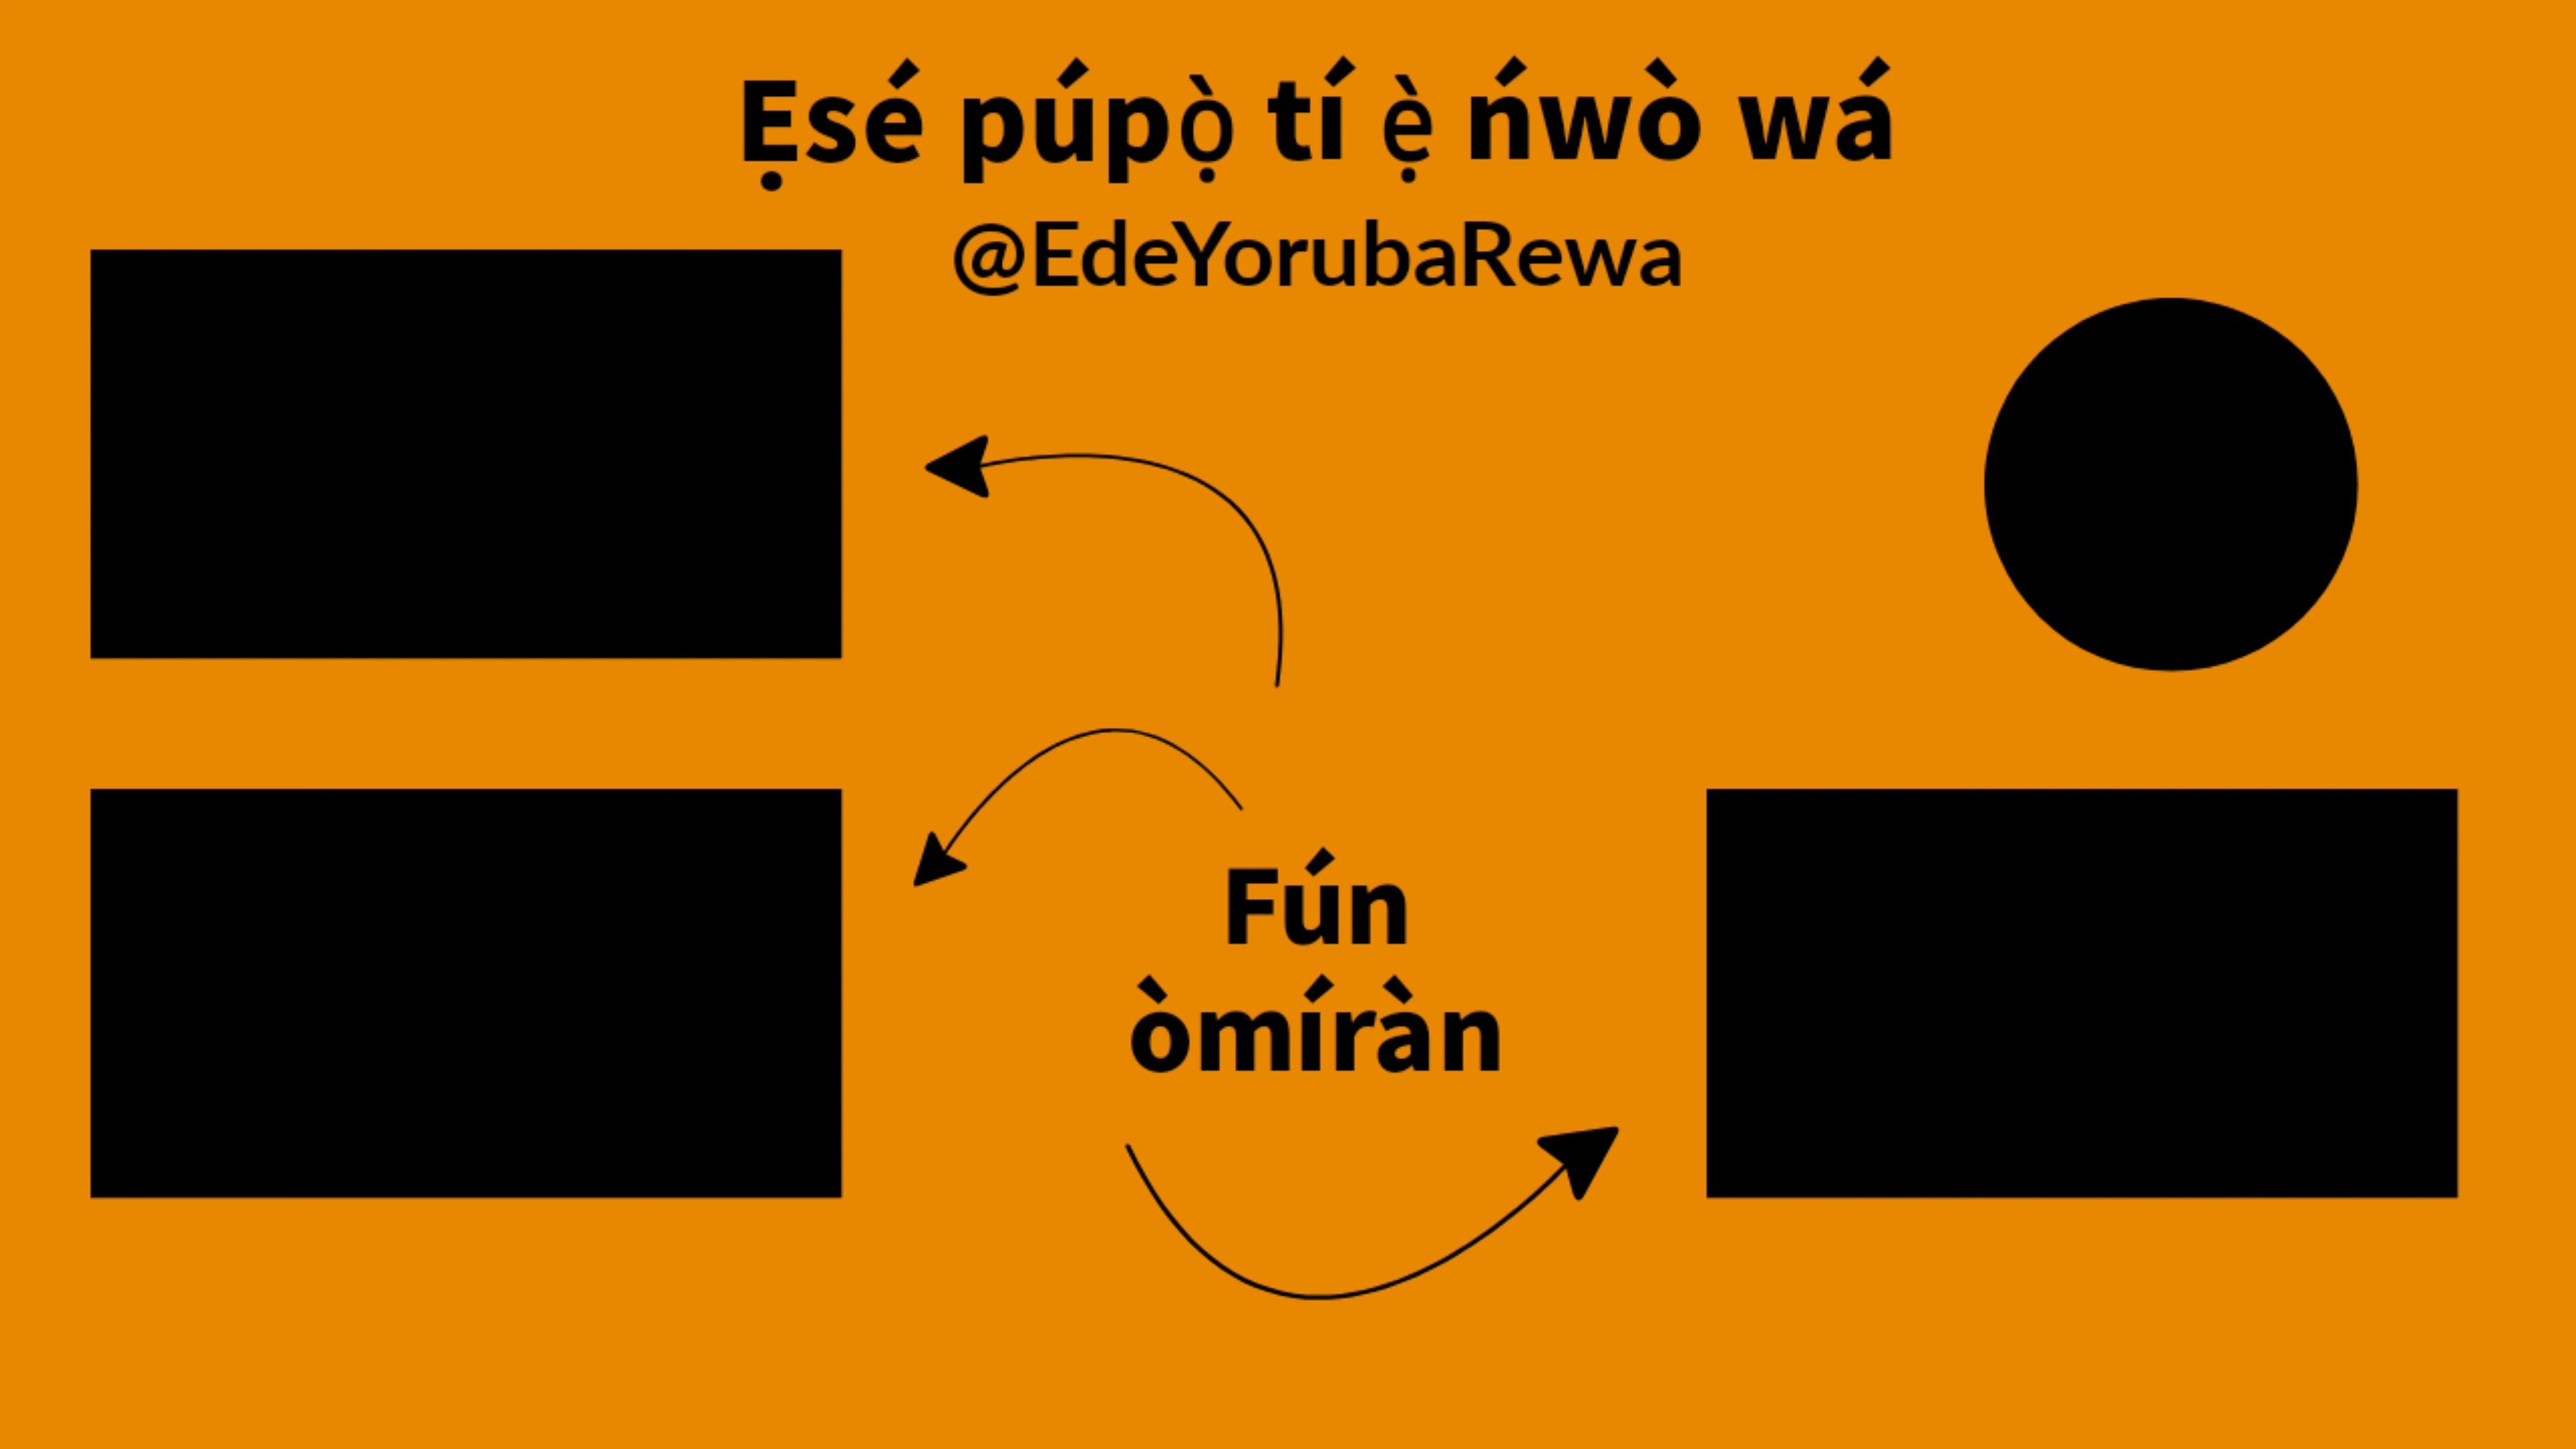 Ẹsé púpọ̀ tí ẹ̀ ńwò wá
@EdeYorubaRewa
Fún
òmíràn